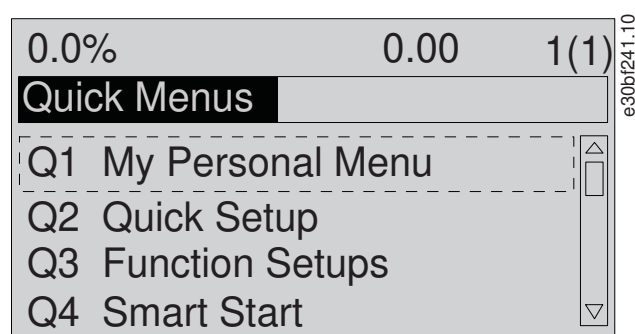 0.0% 0.00 1(1)
Quick Menus
Q1 My Personal Menu
Q2 Quick Setup
Q3 Function Setups
Q4 Smart Start
e30bf241.10